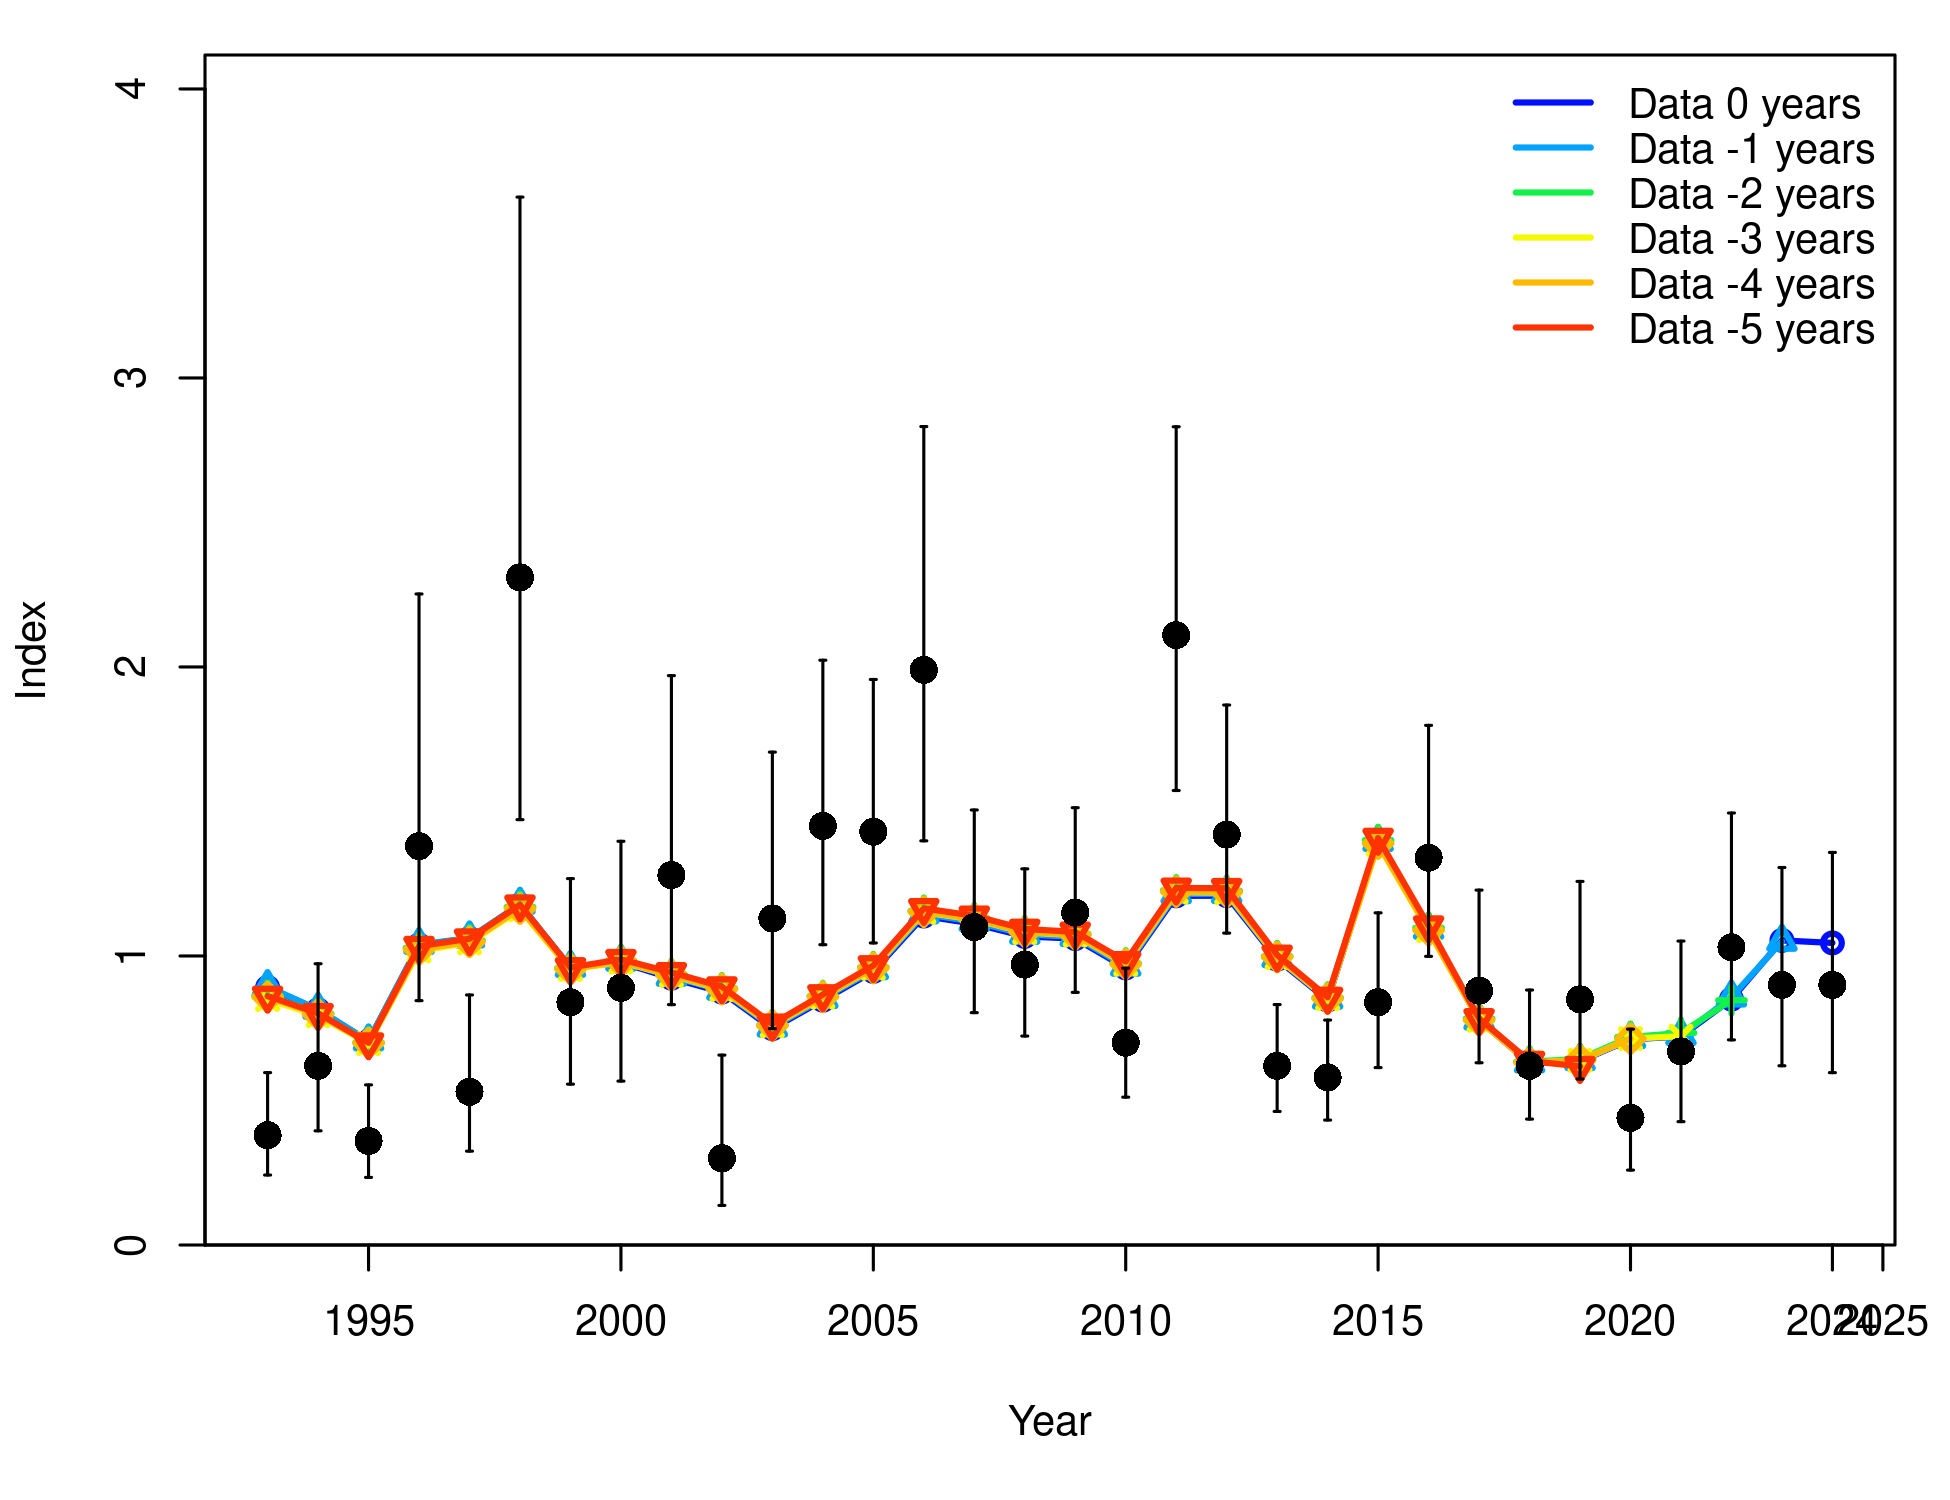 4
3
2
1
0
Index
Data 0 years
Data -1 years
Data -2 years
Data -3 years
Data -4 years
Data -5 years
1995 2000 2005 2010 2015 2020 2024 2025
Year